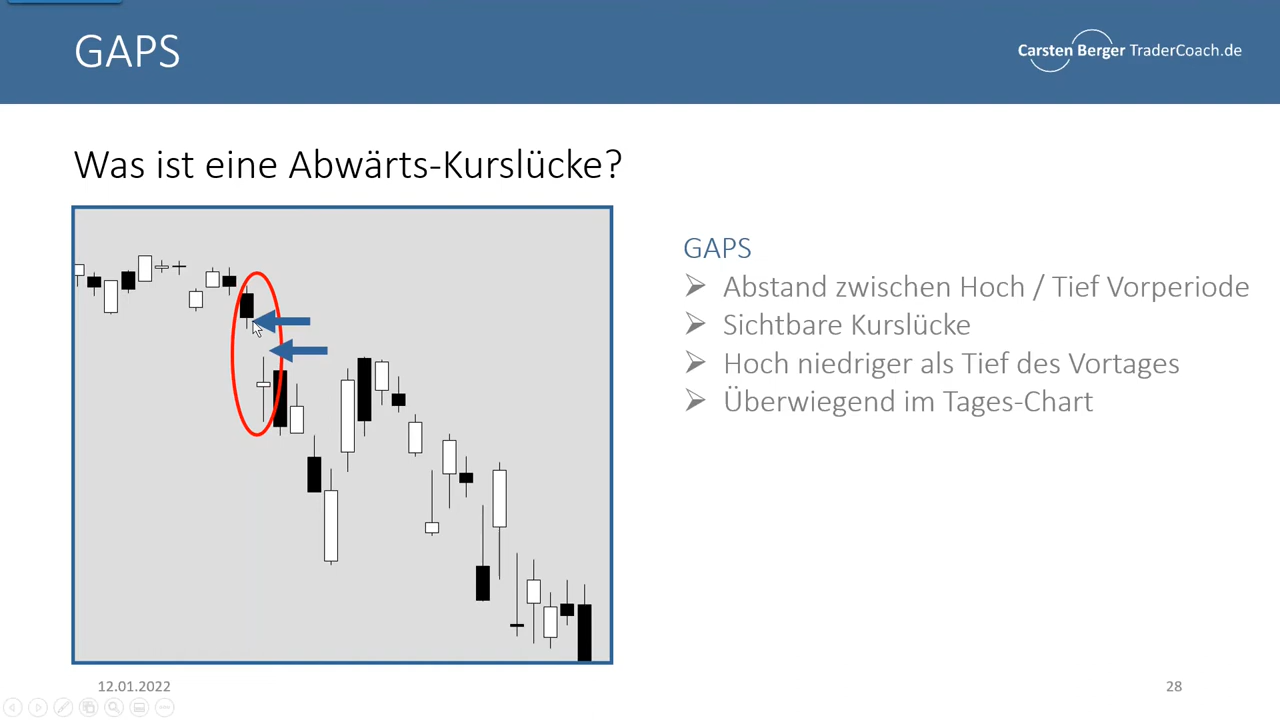 GAPS
Carsten Berger TraderCoach.de
Was ist eine Abwärts-Kurslücke?
GAPS
Abstand zwischen Hoch / Tief Vorperiode
Sichtbare Kurslücke
Hoch niedriger als Tief des Vortages
Überwiegend im Tages-Chart
12.01.2022
28